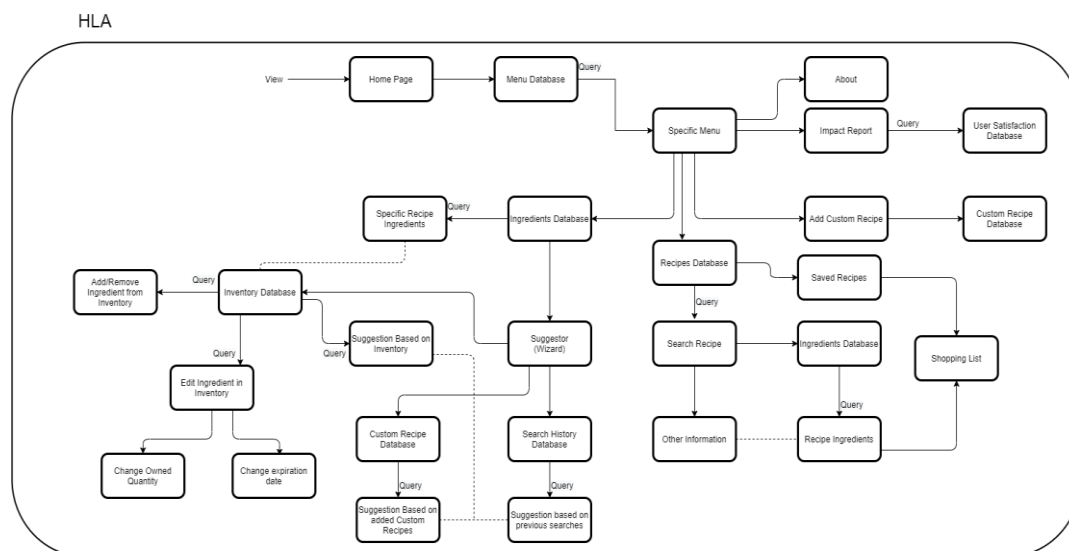 HLA
View
Home Page
Menu Database
Query
About
Specific Menu
Impact Report
Query
User Satisfaction
Database
Specific Recipe
Ingredients
Query
Ingredients Database
Add Custom Recipe
Custom Recipe
Database
Recipes Database
Saved Recipes
Add/Remove
Ingredient from
Inventory
Query
Inventory Database
Query
Suggestion Based on
Inventory
Query
Suggestor
(Wizard)
Search Recipe
Ingredients Database
Shopping List
Query
Edit Ingredient in
Inventory
Query
Custom Recipe
Database
Search History
Database
Other Information
Recipe Ingredients
Change Owned
Quantity
Change expiration
date
Query
Query
Suggestion Based on
added Custom
Recipes
Suggestion based on
previous searches